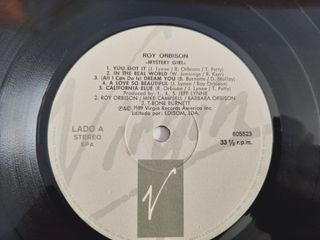 ROY ORBISON
«MYSTERY GIRL»
1. YOU GOT IT (J. Lynne / R. Orbison / T. Petty)
2. IN THE REAL WORLD (W. Jennings / R. Kerr)
3. (All I Can Do Is) DREAM YOU (B. Burnette / D. Malloy)
4. A LOVE SO BEAUTIFUL (R. Orbison / J. Lynne)
5. CALIFORNIA BLUE (R. Orbison / J. Lynne / T. Petty)
Produced by: 1, 4, 5 JEFF LYNNE
2. ROY ORBISON / MIKE CAMPBELL / BARBARA ORBISON
3. T-BONE BURNETT
℗&© 1989 Virgin Records America Inc.
Editado por: EDISOM, LDA.
LADO A
STEREO
SPA
605523
33 ⅓ r.p.m.
Virgin
V